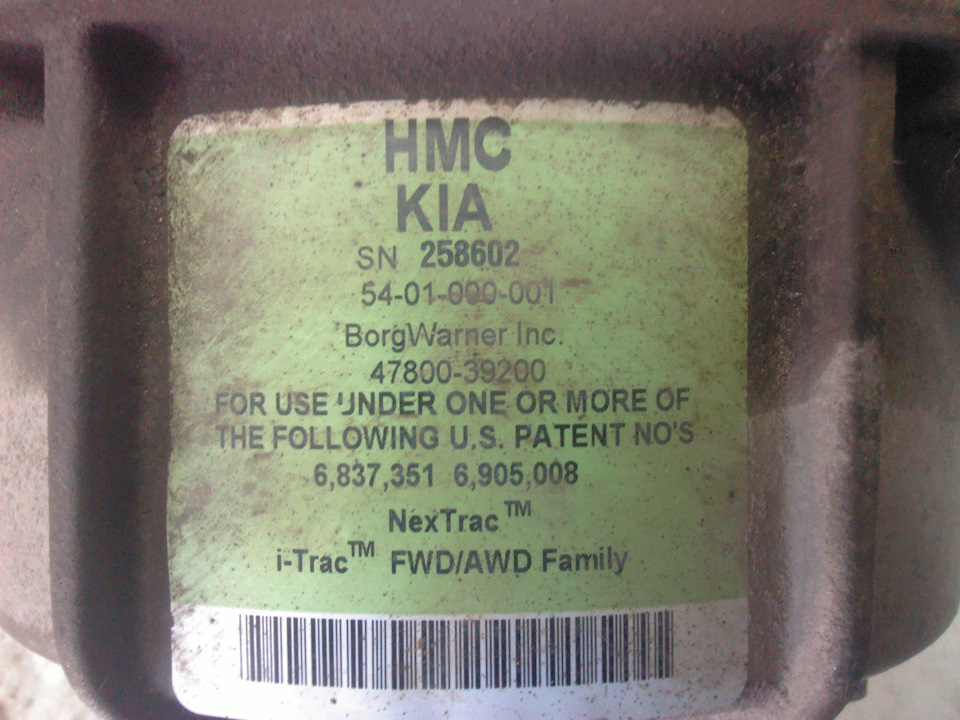 HMC
KIA
SN 258602
54-01-000-001
BorgWarner Inc.
47800-39200
FOR USE UNDER ONE OR MORE OF
THE FOLLOWING U.S. PATENT NO'S
6,837,351 6,905,008
NexTrac™
i-Trac™ FWD/AWD Family